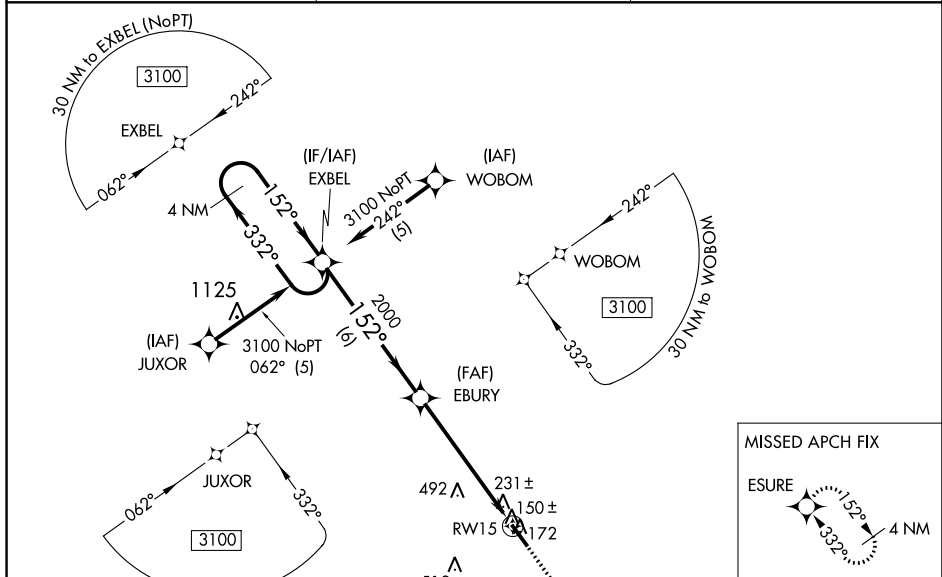 30 NM to EXBEL (NoPT)
3100
242°
EXBEL
062°
(IF/IAF)
EXBEL
(IAF)
WOBOM
3100 NoPT
242°
(5)
4 NM
152°
332°
242°
WOBOM
3100
332°
30 NM to WOBOM
1125
(IAF)
JUXOR
3100 NoPT
062° (5)
2000
152°
(6)
(FAF)
EBURY
JUXOR
062°
332°
3100
492
231 ±
150 ±
RW15
172
MISSED APCH FIX
ESURE
152°
332°
4 NM